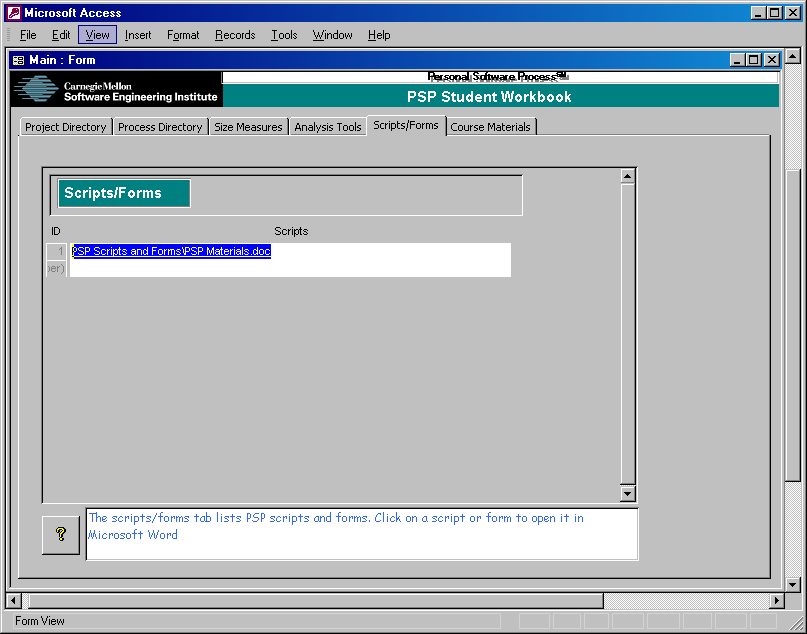 Microsoft Access
File Edit View Insert Format Records Tools Window Help
Main : Form
Personal Software Process℠
CarnegieMellon
Software Engineering Institute
PSP Student Workbook
Project Directory Process Directory Size Measures Analysis Tools Scripts/Forms Course Materials
Scripts/Forms
ID Scripts
1 PSP Scripts and Forms\PSP Materials.doc
ber)
?
The scripts/forms tab lists PSP scripts and forms. Click on a script or form to open it in
Microsoft Word
Form View